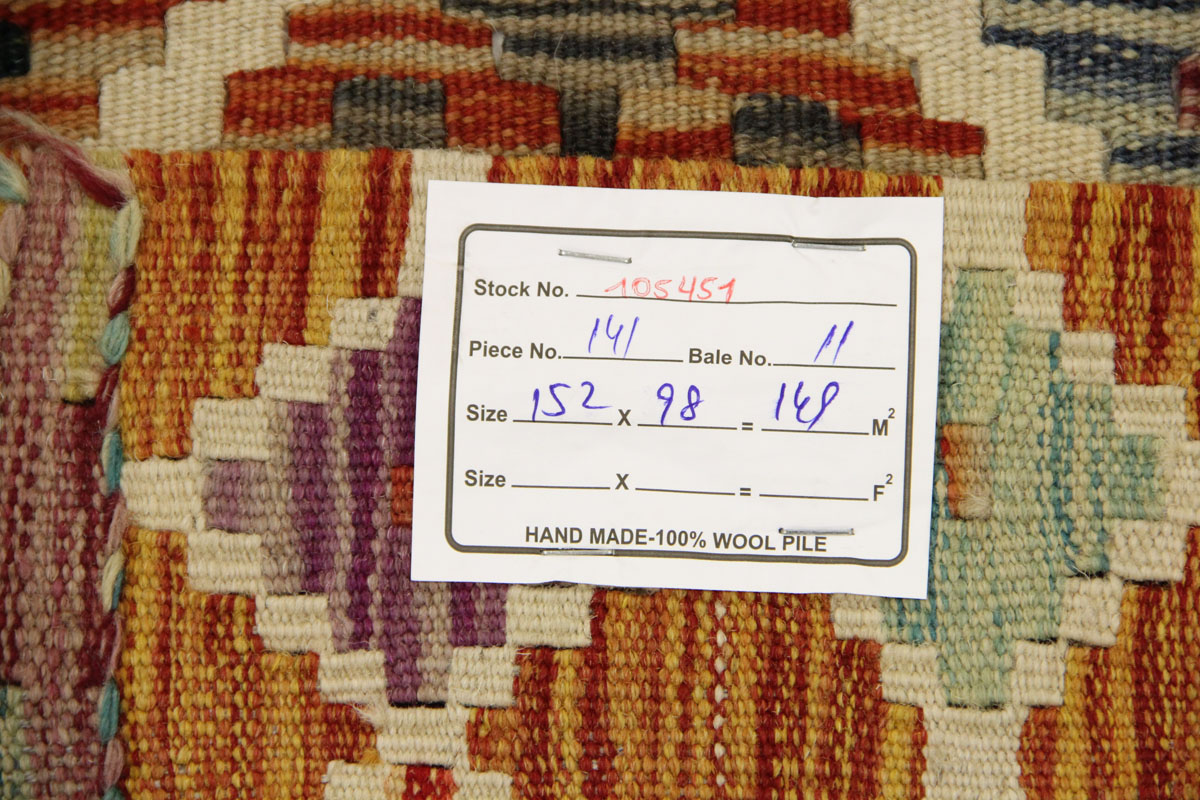 Stock No. 105451
Piece No. 141 Bale No. 11
Size 152 X 98 = 149 M²
Size X = F²
HAND MADE-100% WOOL PILE